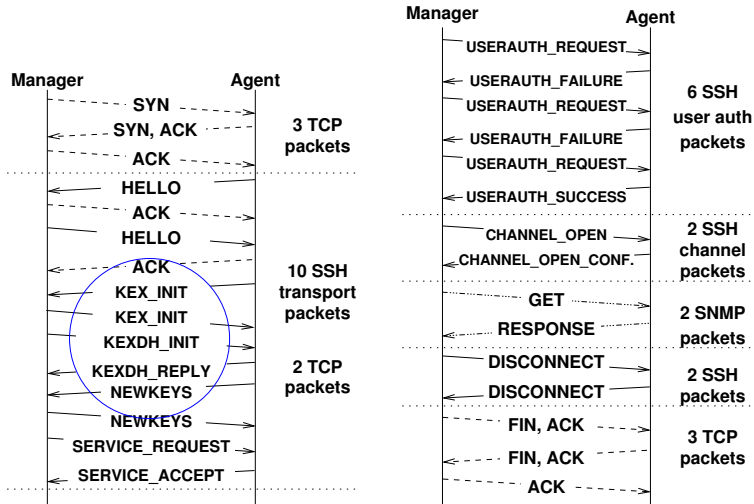 Manager
Agent
SYN
SYN, ACK
ACK
3 TCP
packets
HELLO
ACK
HELLO
ACK
KEX_INIT
KEX_INIT
KEXDH_INIT
KEXDH_REPLY
NEWKEYS
NEWKEYS
SERVICE_REQUEST
SERVICE_ACCEPT
10 SSH
transport
packets
2 TCP
packets
Manager
Agent
USERAUTH_REQUEST
USERAUTH_FAILURE
USERAUTH_REQUEST
USERAUTH_FAILURE
USERAUTH_REQUEST
USERAUTH_SUCCESS
6 SSH
user auth
packets
CHANNEL_OPEN
CHANNEL_OPEN_CONF.
2 SSH
channel
packets
GET
RESPONSE
2 SNMP
packets
DISCONNECT
DISCONNECT
2 SSH
packets
FIN, ACK
FIN, ACK
ACK
3 TCP
packets